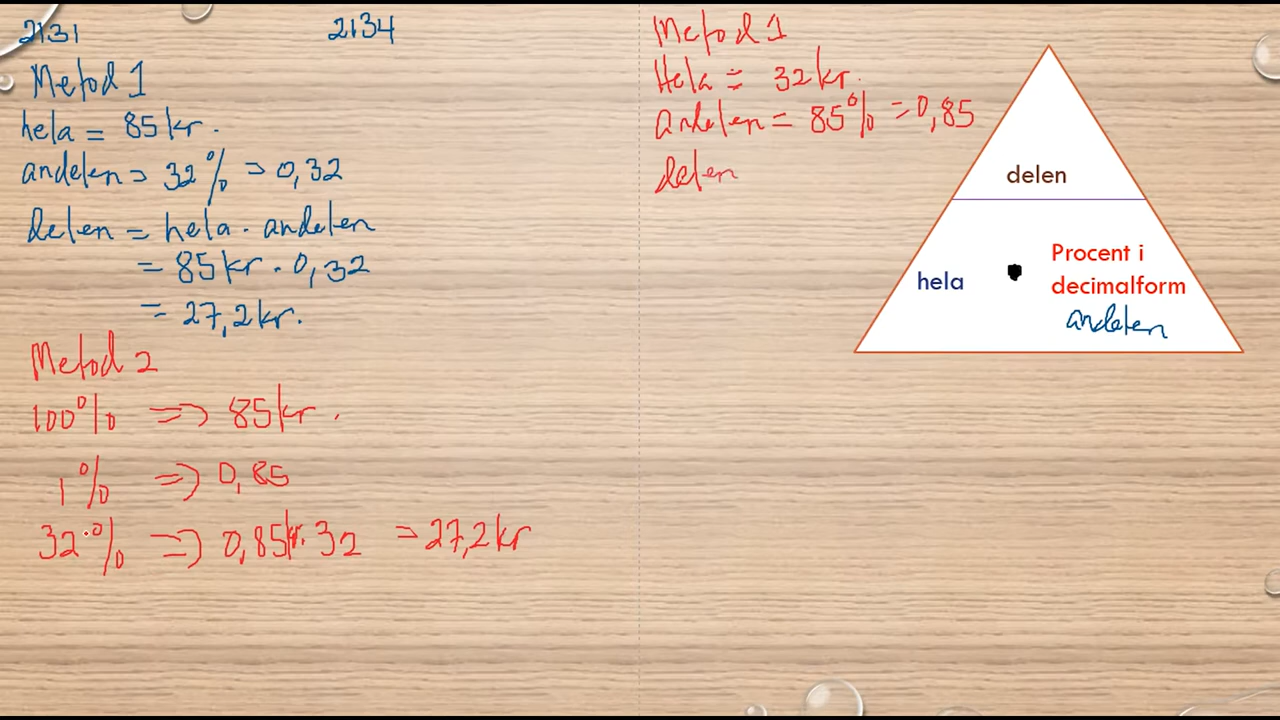 2131 2134
Metod 1
hela = 85 kr.
andelen = 32% = 0,32
delen = hela · andelen
= 85 kr · 0,32
= 27,2 kr.
Metod 2
100% => 85 kr.
1% => 0,85
32% => 0,85 kr · 32 = 27,2 kr
Metod 1
Hela = 32 kr.
andelen = 85% = 0,85
delen
delen
hela · Procent i
decimalform
andelen